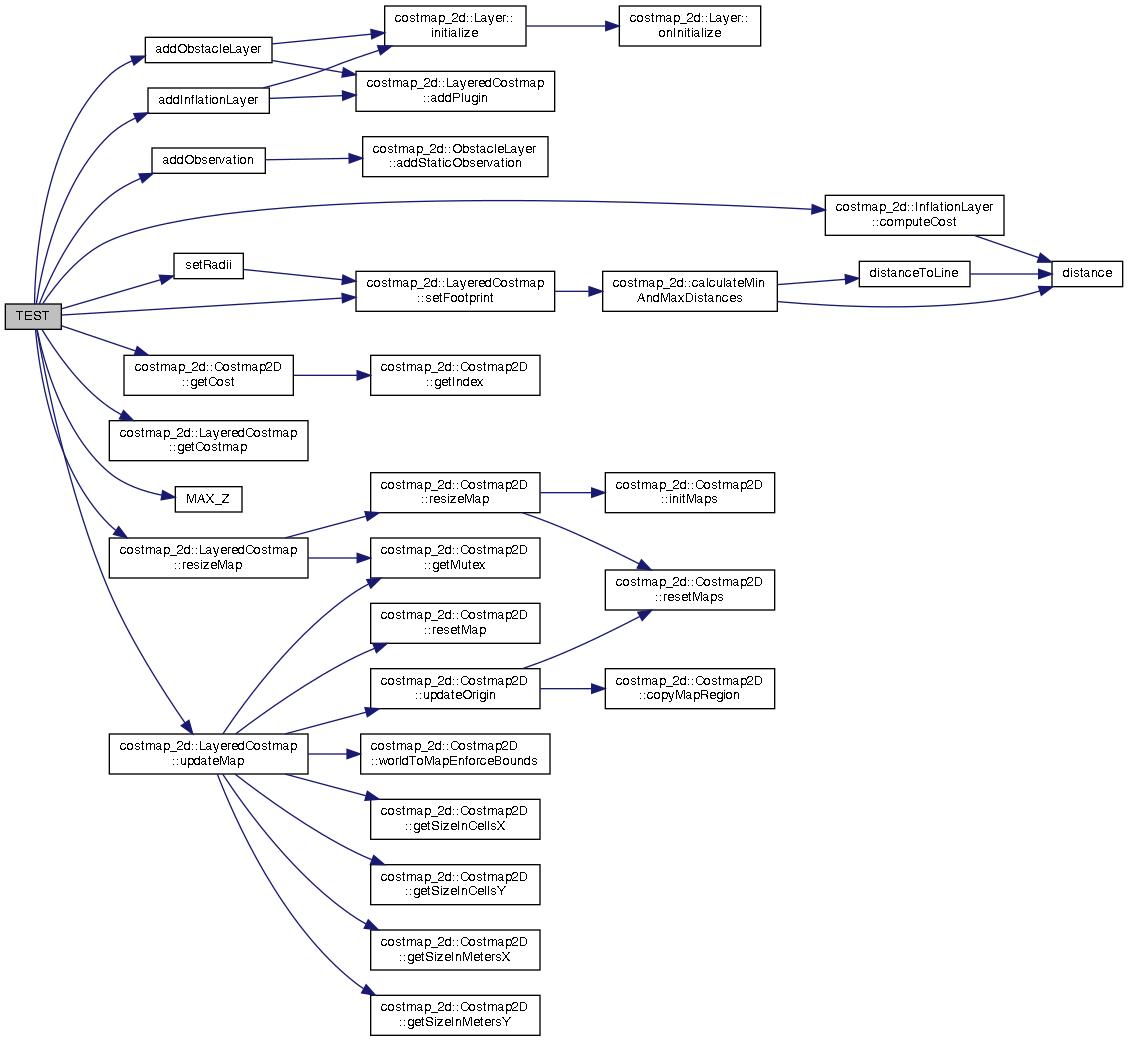 costmap_2d::Layer::
initialize
costmap_2d::Layer::
onInitialize
addObstacleLayer
costmap_2d::LayeredCostmap
::addPlugin
addInflationLayer
addObservation
costmap_2d::ObstacleLayer
::addStaticObservation
costmap_2d::InflationLayer
::computeCost
setRadii
costmap_2d::LayeredCostmap
::setFootprint
costmap_2d::calculateMin
AndMaxDistances
distanceToLine
distance
TEST
costmap_2d::Costmap2D
::getCost
costmap_2d::Costmap2D
::getIndex
costmap_2d::LayeredCostmap
::getCostmap
MAX_Z
costmap_2d::Costmap2D
::resizeMap
costmap_2d::Costmap2D
::initMaps
costmap_2d::LayeredCostmap
::resizeMap
costmap_2d::Costmap2D
::getMutex
costmap_2d::Costmap2D
::resetMaps
costmap_2d::Costmap2D
::resetMap
costmap_2d::Costmap2D
::updateOrigin
costmap_2d::Costmap2D
::copyMapRegion
costmap_2d::LayeredCostmap
::updateMap
costmap_2d::Costmap2D
::worldToMapEnforceBounds
costmap_2d::Costmap2D
::getSizeInCellsX
costmap_2d::Costmap2D
::getSizeInCellsY
costmap_2d::Costmap2D
::getSizeInMetersX
costmap_2d::Costmap2D
::getSizeInMetersY